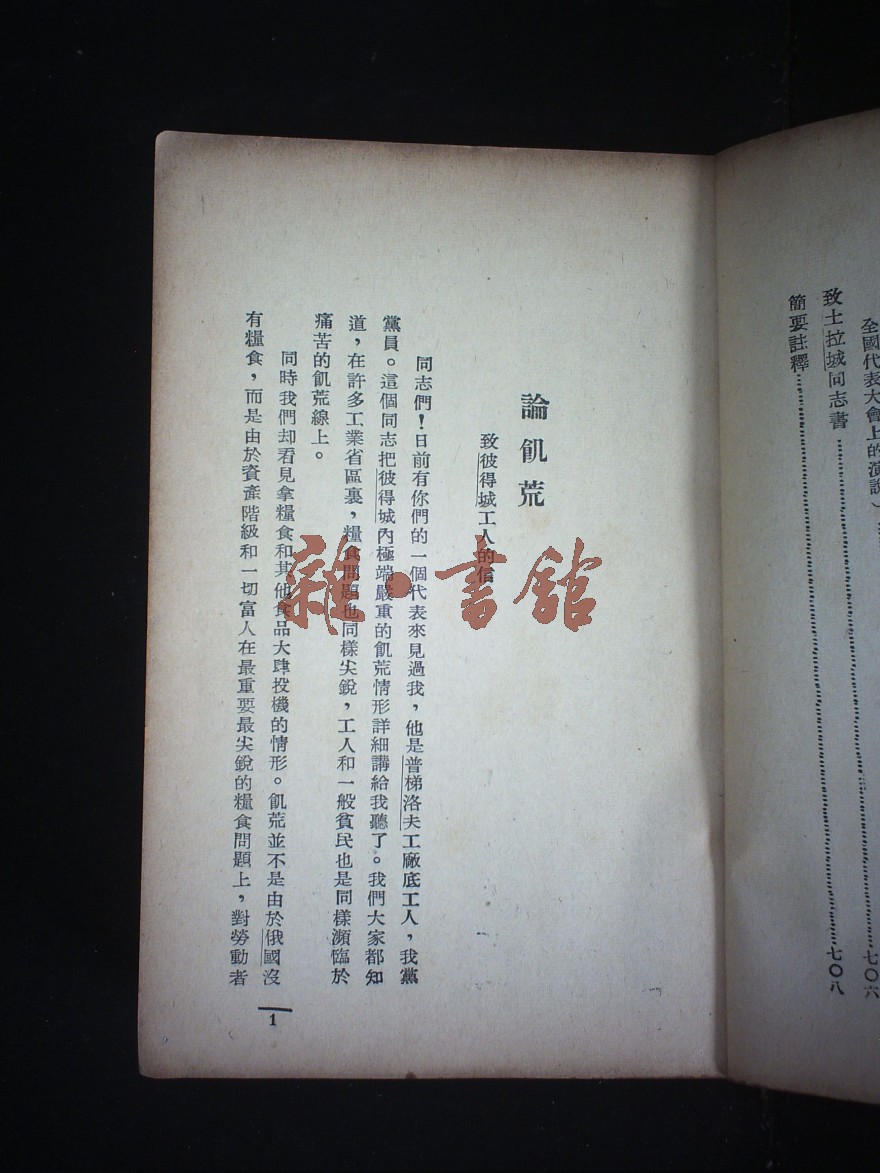 全國代表大會上的演說）……七〇六
致土拉城同志書……七〇八
簡要註釋……
論飢荒
致彼得城工人的信
同志們！日前有你們的一個代表來見過我，他是普梯洛夫工廠底工人，我黨
黨員。這個同志把彼得城內極端嚴重的飢荒情形詳細講給我聽了。我們大家都知
道，在許多工業省區裏，糧食問題也同樣尖銳，工人和一般貧民也是同樣瀕臨於
痛苦的飢荒線上。
同時我們却看見拿糧食和其他食品大肆投機的情形。飢荒並不是由於俄國沒
有糧食，而是由於資產階級和一切富人在最重要最尖銳的糧食問題上，對勞動者
1
雜·書館